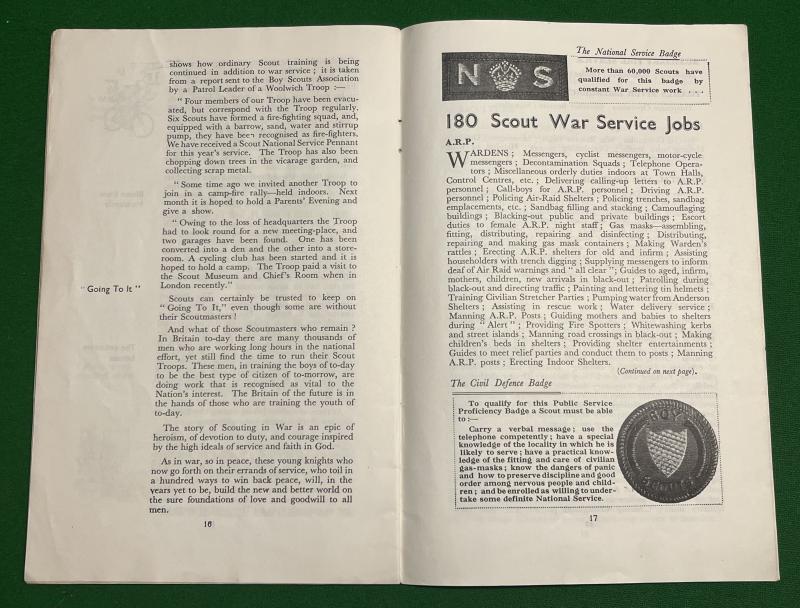 shows how ordinary Scout training is being
continued in addition to war service ; it is taken
from a report sent to the Boy Scouts Association
by a Patrol Leader of a Woolwich Troop :—
" Four members of our Troop have been evacu-
ated, but correspond with the Troop regularly.
Six Scouts have formed a fire-fighting squad, and,
equipped with a barrow, sand, water and stirrup
pump, they have been recognised as fire-fighters.
We have received a Scout National Service Pennant
for this year's service. The Troop has also been
chopping down trees in the vicarage garden, and
collecting scrap metal.
" Some time ago we invited another Troop to
join in a camp-fire rally—held indoors. Next
month it is hoped to hold a Parents' Evening and
give a show.
" Owing to the loss of headquarters the Troop
had to look round for a new meeting-place, and
two garages have been found. One has been
converted into a den and the other into a store-
room. A cycling club has been started and it is
hoped to hold a camp. The Troop paid a visit to
the Scout Museum and Chief's Room when in
London recently."
" Going To It "
Scouts can certainly be trusted to keep on
" Going To It," even though some are without
their Scoutmasters !
And what of those Scoutmasters who remain ?
In Britain to-day there are many thousands of
men who are working long hours in the national
effort, yet still find the time to run their Scout
Troops. These men, in training the boys of to-day
to be the best type of citizen of to-morrow, are
doing work that is recognised as vital to the
Nation's interest. The Britain of the future is in
the hands of those who are training the youth of
to-day.
The story of Scouting in War is an epic of
heroism, of devotion to duty, and courage inspired
by the high ideals of service and faith in God.
As in war, so in peace, these young knights who
now go forth on their errands of service, who toil in
a hundred ways to win back peace, will, in the
years yet to be, build the new and better world on
the sure foundations of love and goodwill to all
men.
16
N S
The National Service Badge
More than 60,000 Scouts have
qualified for this badge by
constant War Service work . . .
180 Scout War Service Jobs
A.R.P.
WARDENS ; Messengers, cyclist messengers, motor-cycle
messengers ; Decontamination Squads ; Telephone Opera-
tors ; Miscellaneous orderly duties indoors at Town Halls,
Control Centres, etc. ; Delivering calling-up letters to A.R.P.
personnel ; Call-boys for A.R.P. personnel ; Driving A.R.P.
personnel ; Policing Air-Raid Shelters ; Policing trenches, sandbag
emplacements, etc. ; Sandbag filling and stacking ; Camouflaging
buildings ; Blacking-out public and private buildings ; Escort
duties to female A.R.P. night staff ; Gas masks—assembling,
fitting, distributing, repairing and disinfecting ; Distributing,
repairing and making gas mask containers ; Making Warden's
rattles ; Erecting A.R.P. shelters for old and infirm ; Assisting
householders with trench digging ; Supplying messengers to inform
deaf of Air Raid warnings and " all clear " ; Guides to aged, infirm,
mothers, children, new arrivals in black-out ; Patrolling during
black-out and directing traffic ; Painting and lettering tin helmets ;
Training Civilian Stretcher Parties ; Pumping water from Anderson
Shelters ; Assisting in rescue work ; Water delivery service ;
Manning A.R.P. Posts ; Guiding mothers and babies to shelters
during " Alert " ; Providing Fire Spotters ; Whitewashing kerbs
and street islands ; Manning road crossings in black-out ; Making
children's beds in shelters ; Providing shelter entertainments ;
Guides to meet relief parties and conduct them to posts ; Manning
A.R.P. posts ; Erecting Indoor Shelters.
(Continued on next page).
The Civil Defence Badge
To qualify for this Public Service
Proficiency Badge a Scout must be able
to :—
Carry a verbal message ; use the
telephone competently ; have a special
knowledge of the locality in which he is
likely to serve ; have a practical know-
ledge of the fitting and care of civilian
gas-masks ; know the dangers of panic
and how to preserve discipline and good
order among nervous people and child-
ren ; and be enrolled as willing to under-
take some definite National Service.
BOY
SCOUTS
17